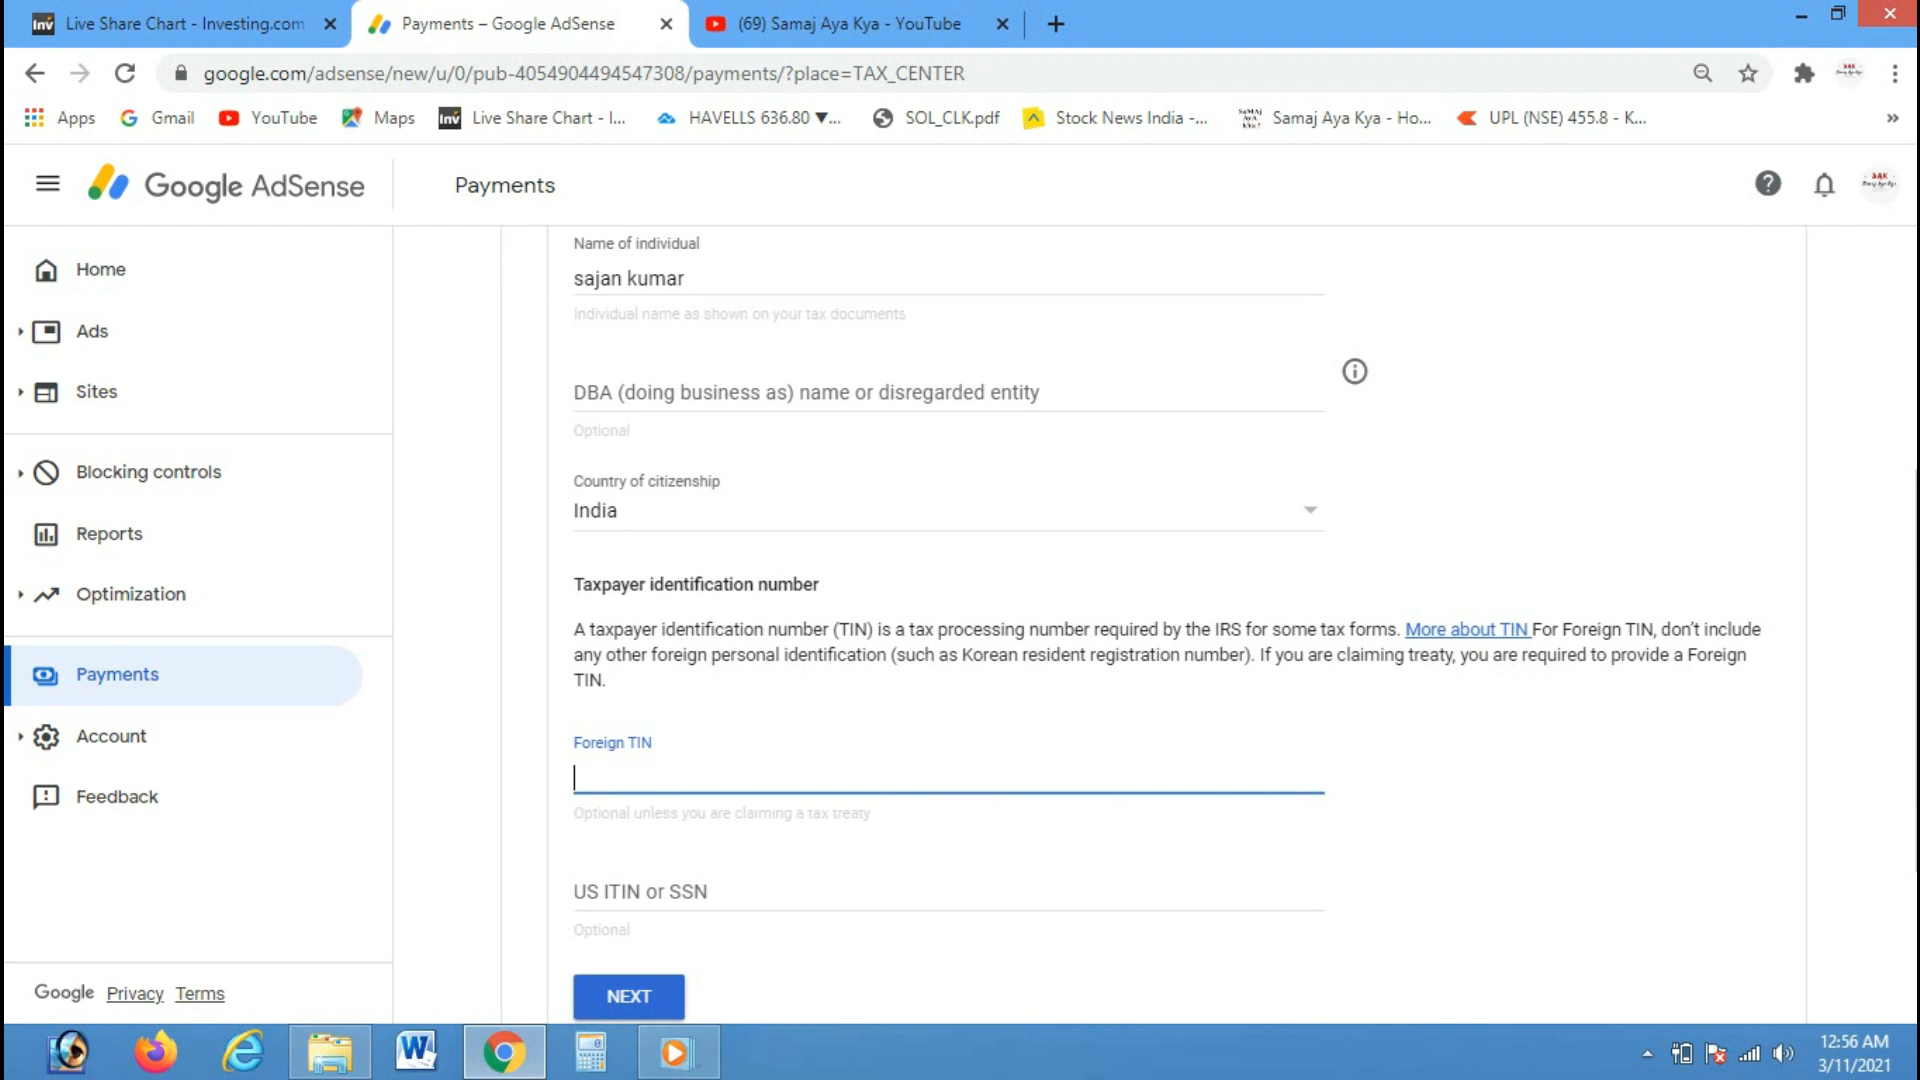 Live Share Chart - Investing.com
Payments – Google AdSense
(69) Samaj Aya Kya - YouTube
google.com/adsense/new/u/0/pub-4054904494547308/payments/?place=TAX_CENTER
Apps
Gmail
YouTube
Maps
Inv
Live Share Chart - I...
HAVELLS 636.80 ▼...
SOL_CLK.pdf
Stock News India -...
Samaj Aya Kya - Ho...
UPL (NSE) 455.8 - K...
»
Google AdSense
Payments
Home
Ads
Sites
Blocking controls
Reports
Optimization
Payments
Account
Feedback
Google Privacy Terms
Name of individual
sajan kumar
Individual name as shown on your tax documents
DBA (doing business as) name or disregarded entity
Optional
Country of citizenship
India
Taxpayer identification number
A taxpayer identification number (TIN) is a tax processing number required by the IRS for some tax forms. More about TIN For Foreign TIN, don't include
any other foreign personal identification (such as Korean resident registration number). If you are claiming treaty, you are required to provide a Foreign
TIN.
Foreign TIN
Optional unless you are claiming a tax treaty
US ITIN or SSN
Optional
NEXT
12:56 AM
3/11/2021